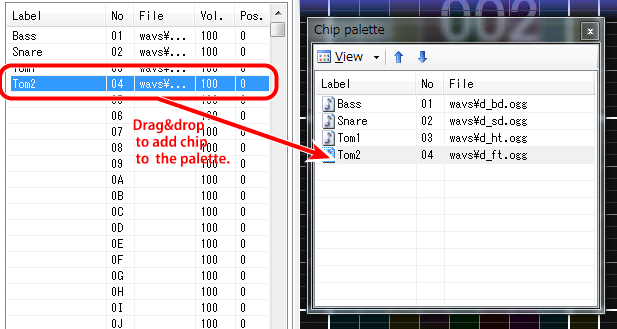 Label No File Vol. Pos.
Bass 01 wavs¥... 100 0
Snare 02 wavs¥... 100 0
Tom1 03 wavs¥... 100 0
Tom2 04 wavs¥... 100 0
05 100 0
06 100 0
07 100 0
08 100 0
09 100 0
0A 100 0
0B 100 0
0C 100 0
0D 100 0
0E 100 0
0F 100 0
0G 100 0
0H 100 0
0I 100 0
0J 100 0
Drag&drop
to add chip
to the palette.
002
Chip palette
View
Label No File
Bass 01 wavs¥d_bd.ogg
Snare 02 wavs¥d_sd.ogg
Tom1 03 wavs¥d_ht.ogg
Tom2 04 wavs¥d_ft.ogg